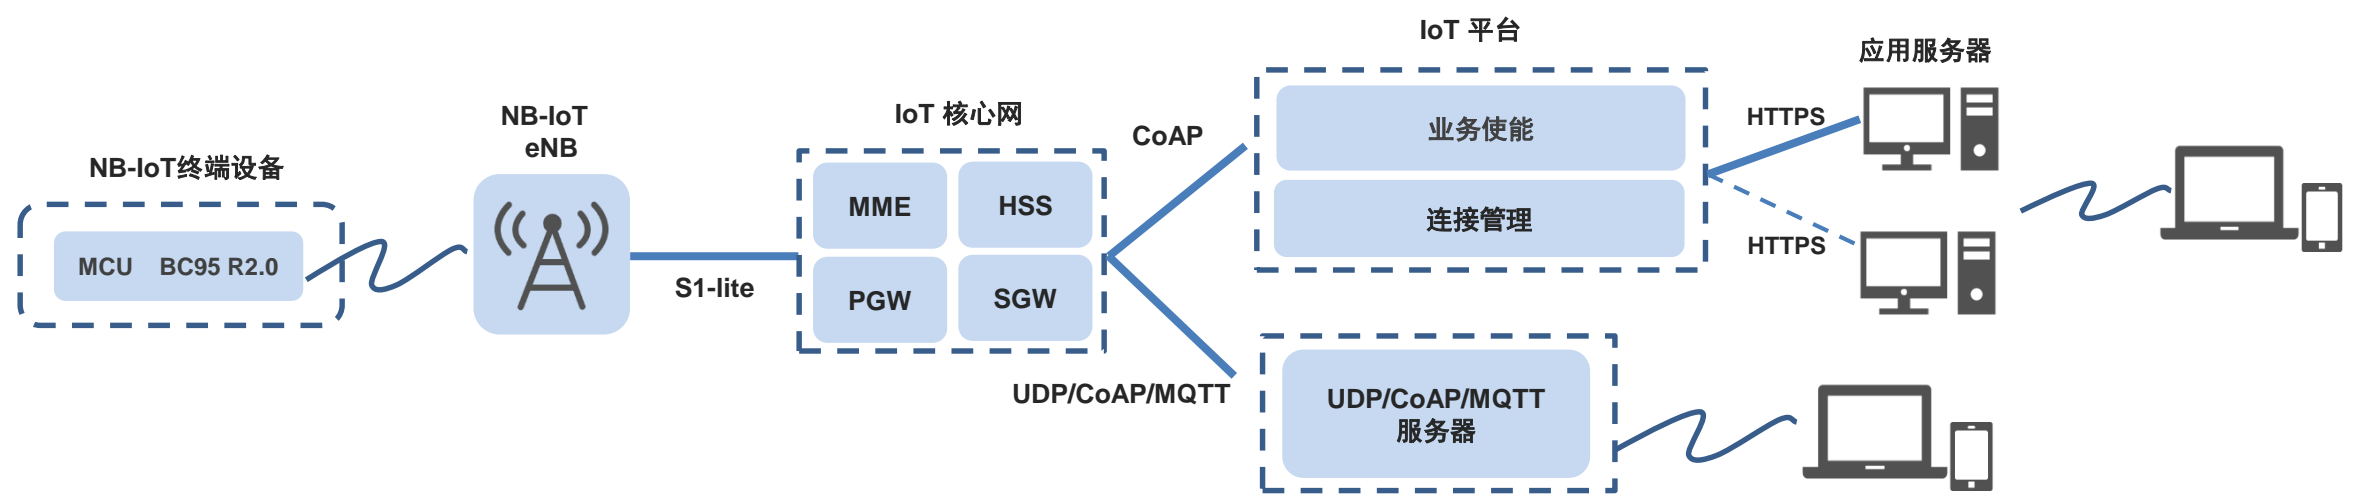 NB-IoT终端设备
MCU BC95 R2.0
NB-IoT
eNB
S1-lite
IoT 核心网
MME
HSS
PGW
SGW
CoAP
UDP/CoAP/MQTT
IoT 平台
业务使能
连接管理
UDP/CoAP/MQTT
服务器
HTTPS
HTTPS
应用服务器